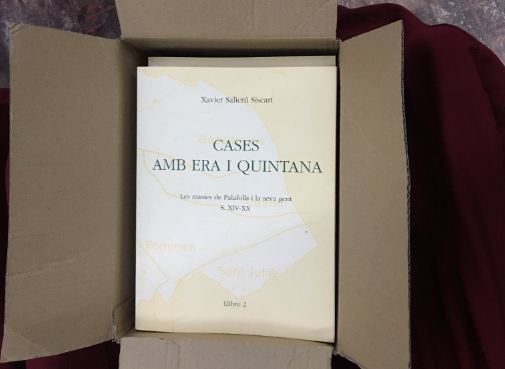 Xavier Salicrú Siscart
CASES
AMB ERA I QUINTANA
Les masies de Palafolls i la seva gent
S. XIV-XX
Ferreries
Sant Julià
Llibre 2